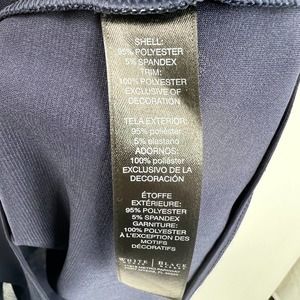 SHELL:
95% POLYESTER
5% SPANDEX
TRIM:
100% POLYESTER
EXCLUSIVE OF
DECORATION
TELA EXTERIOR:
95% poliéster
5% elastano
ADORNOS:
100% poliéster
EXCLUSIVO DE LA
DECORACIÓN
ÉTOFFE
EXTÉRIEURE:
95% POLYESTER
5% SPANDEX
GARNITURE:
100% POLYESTER
À L'EXCEPTION DES
MOTIFS
DÉCORATIFS
WHITE | BLACK